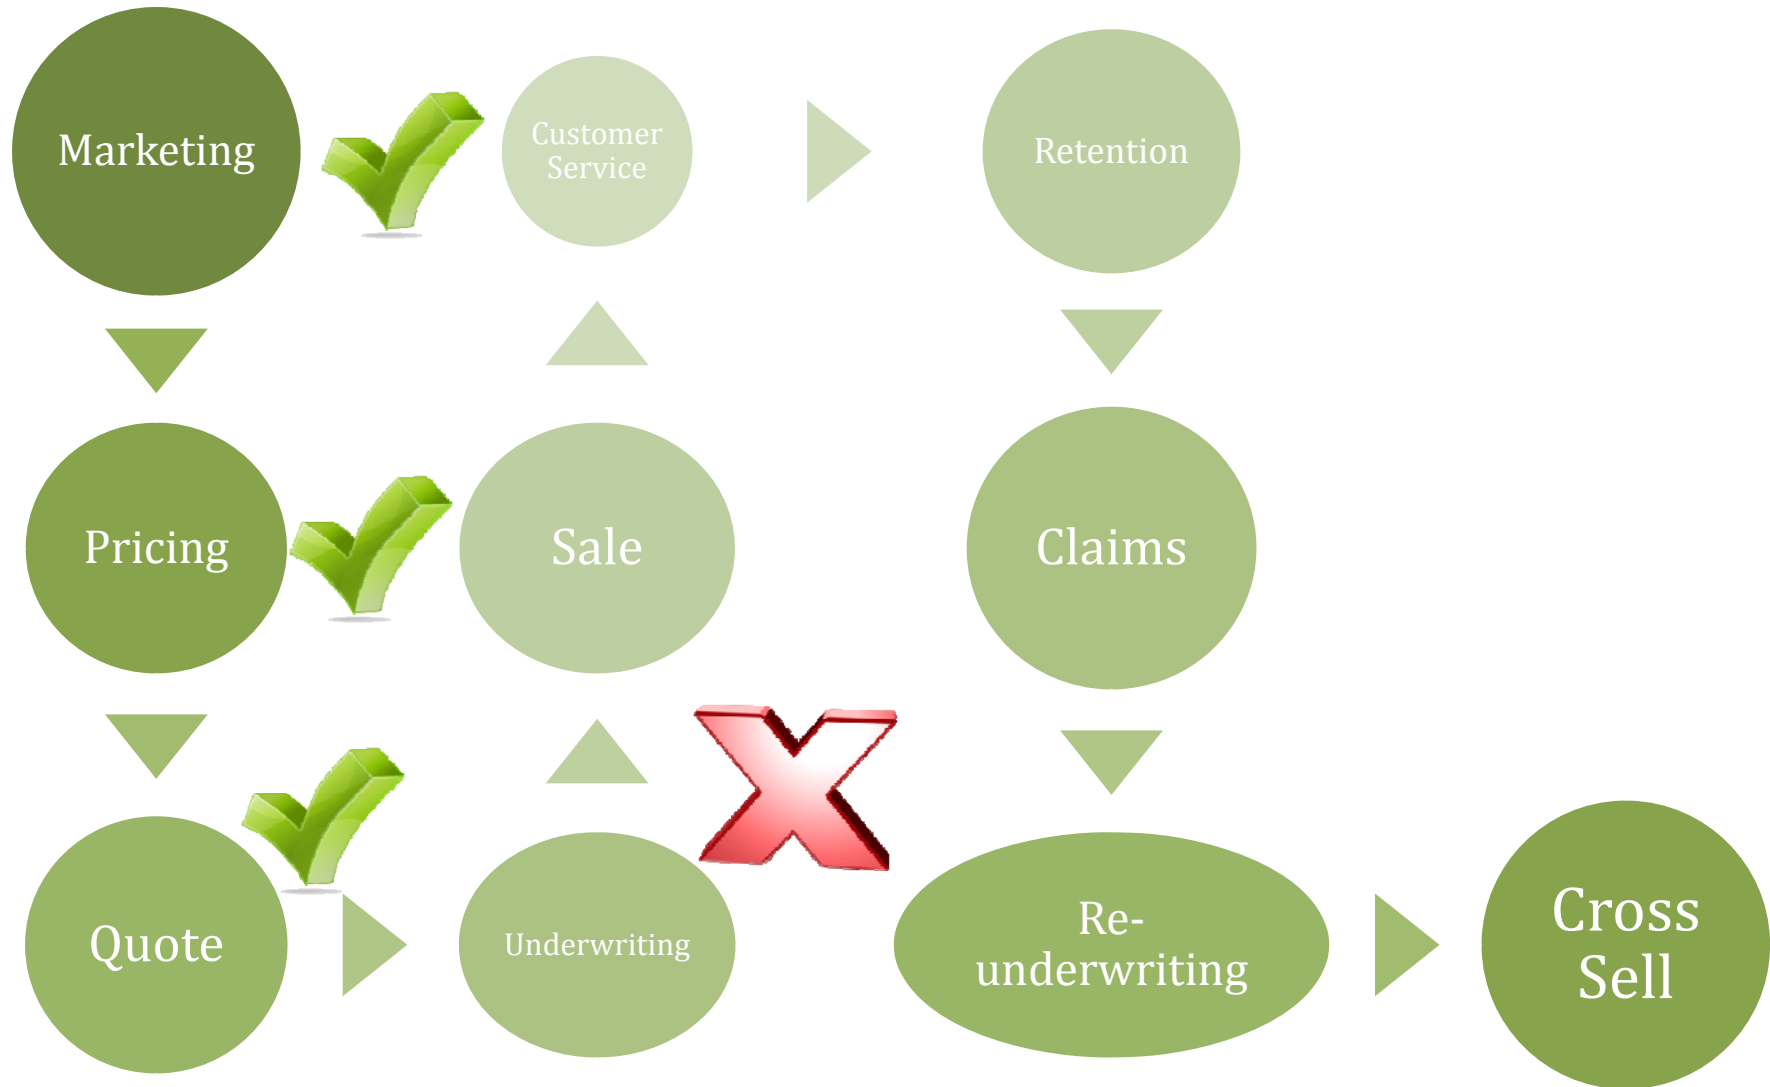 Marketing
Pricing
Quote
Underwriting
Sale
Customer
Service
Retention
Claims
Re-
underwriting
Cross
Sell